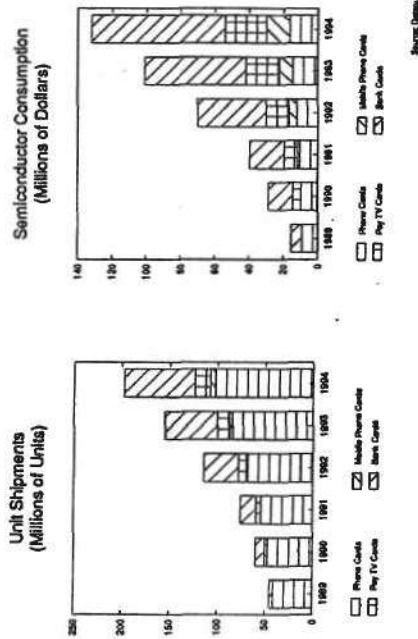 Unit Shipments
(Millions of Units)
250
200
150
100
50
0
1989
1990
1991
1992
1993
1994
Phone Cards
Mobile Phone Cards
Pay TV Cards
Bank Cards
Semiconductor Consumption
(Millions of Dollars)
140
120
100
80
60
40
20
0
1989
1990
1991
1992
1993
1994
Phone Cards
Mobile Phone Cards
Pay TV Cards
Bank Cards
Source: